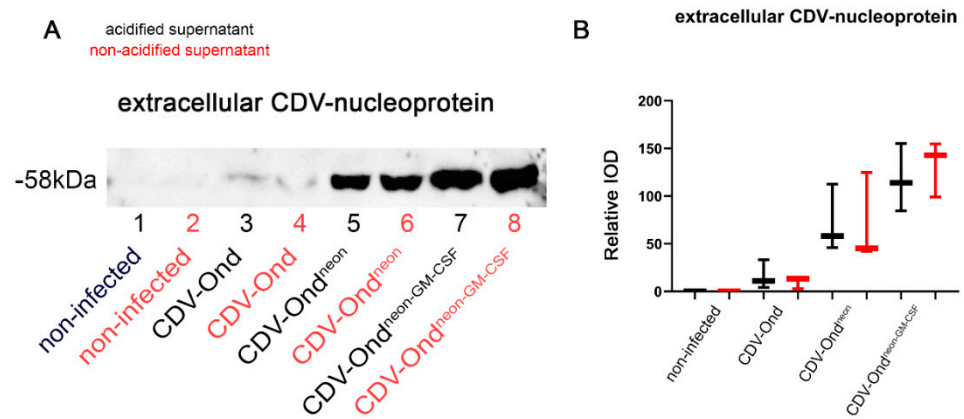 A
acidified supernatant
non-acidified supernatant
extracellular CDV-nucleoprotein
-58kDa
1 2 3 4 5 6 7 8
non-infected
non-infected
CDV-Ond
CDV-Ond
CDV-Ondneon
CDV-Ondneon
CDV-Ondneon-GM-CSF
CDV-Ondneon-GM-CSF
B
extracellular CDV-nucleoprotein
Relative IOD
200
150
100
50
0
non-infected
CDV-Ond
CDV-Ondneon
CDV-Ondneon-GM-CSF